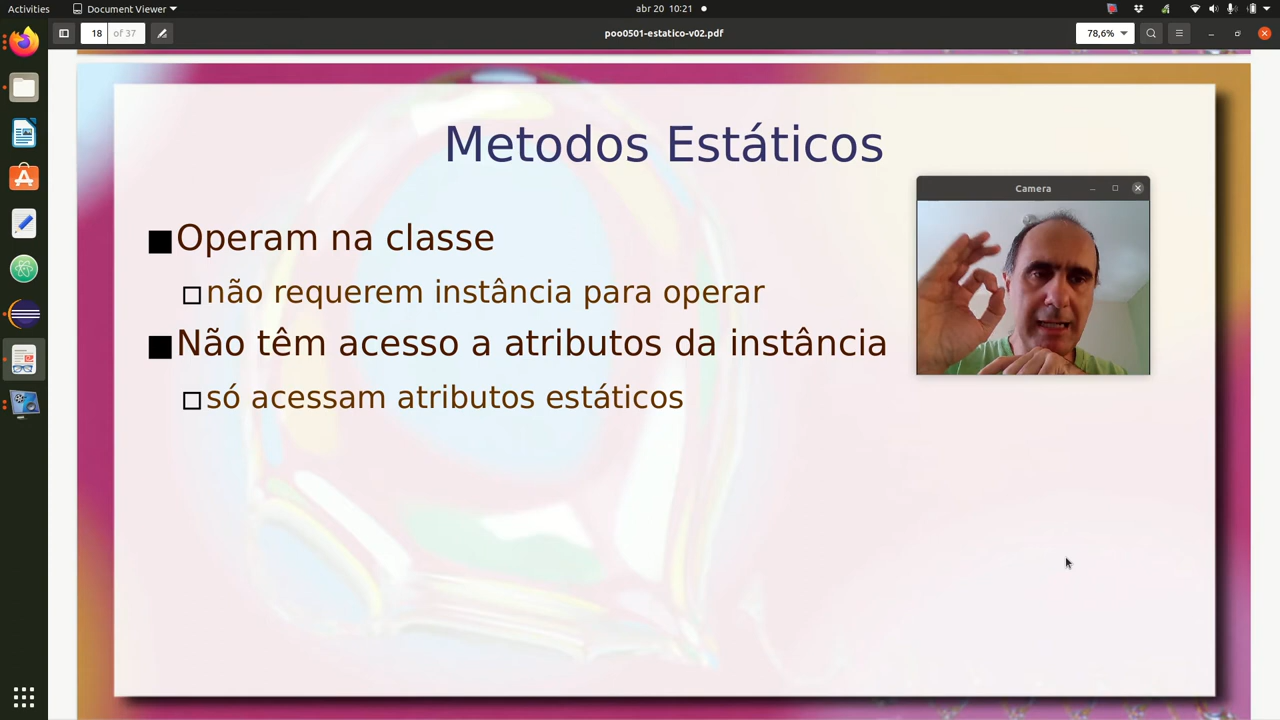 Activities
Document Viewer
abr 20 10:21
18
of 37
poo0501-estatico-v02.pdf
78,6%
Metodos Estáticos
Camera
Operam na classe
não requerem instância para operar
Não têm acesso a atributos da instância
só acessam atributos estáticos